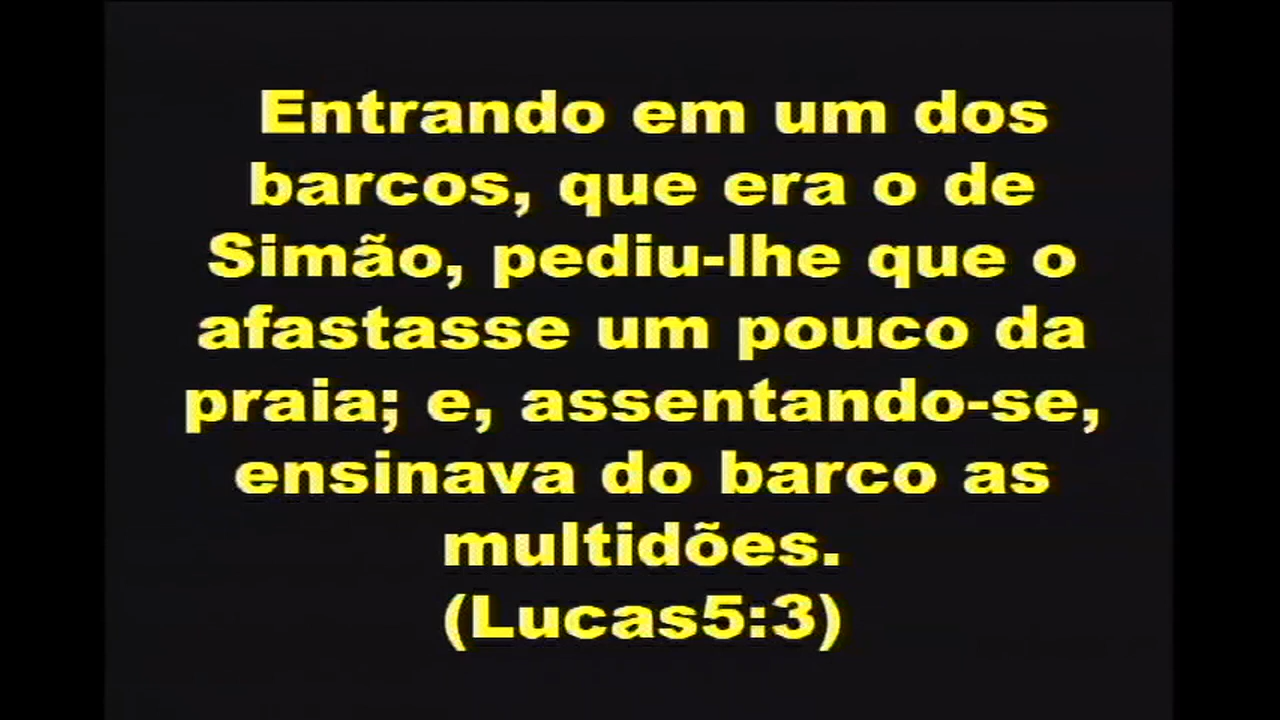 Entrando em um dos
barcos, que era o de
Simão, pediu-lhe que o
afastasse um pouco da
praia; e, assentando-se,
ensinava do barco as
multidões.
(Lucas5:3)